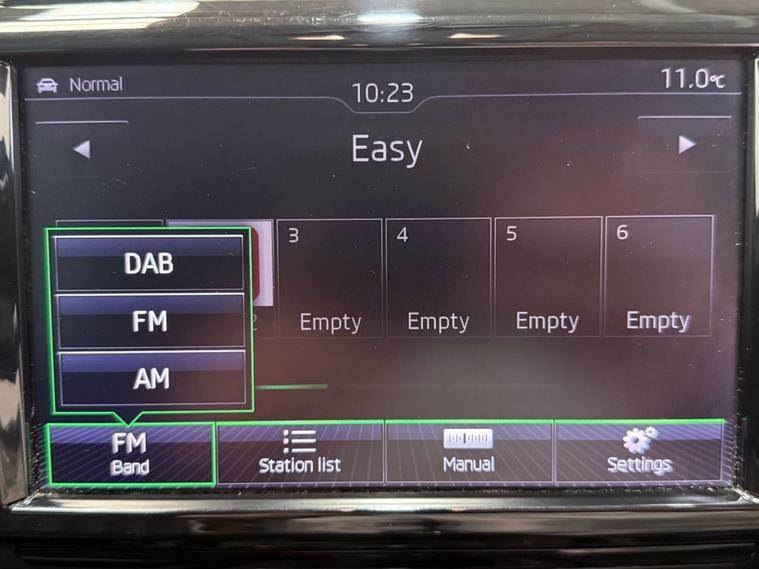 Normal
10:23
11.0°C
Easy
3
4
5
6
2
Empty
Empty
Empty
Empty
DAB
FM
AM
FM
Band
Station list
Manual
Settings